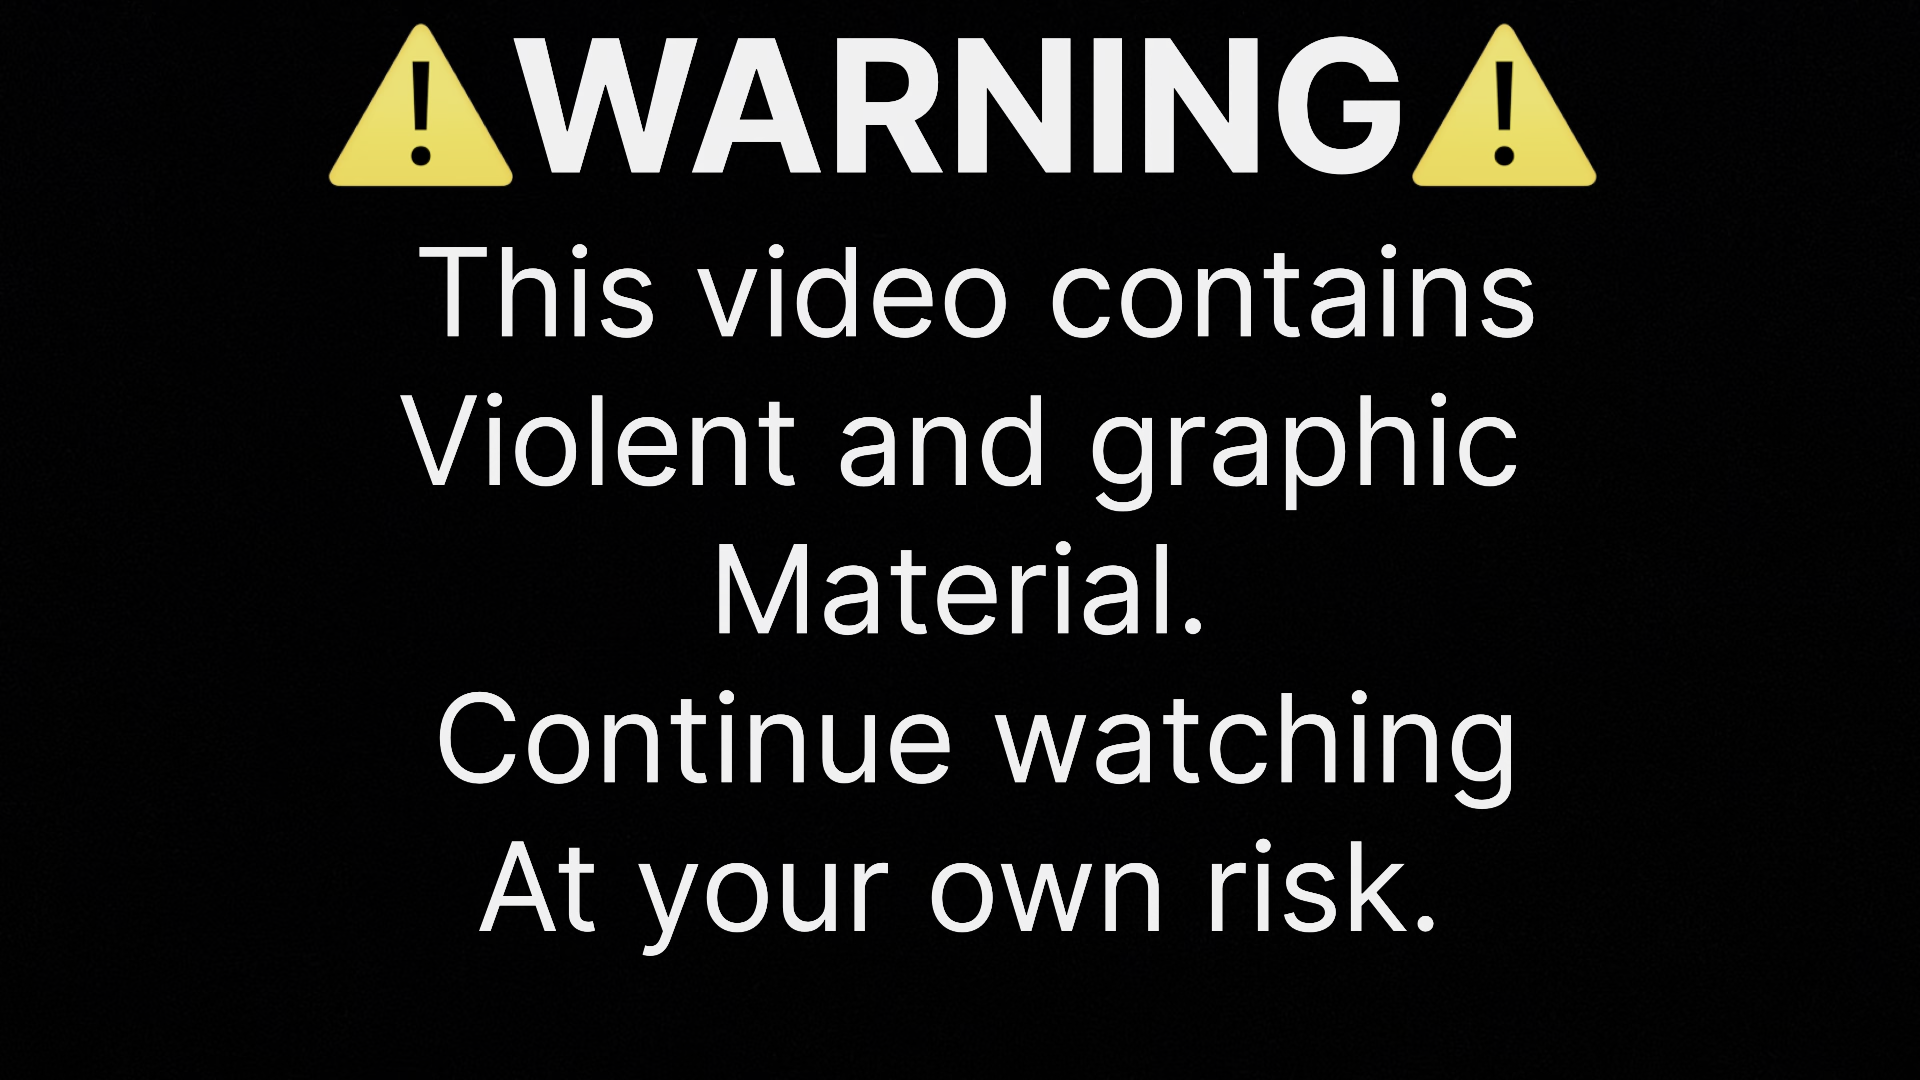 ⚠️WARNING⚠️
This video contains
Violent and graphic
Material.
Continue watching
At your own risk.